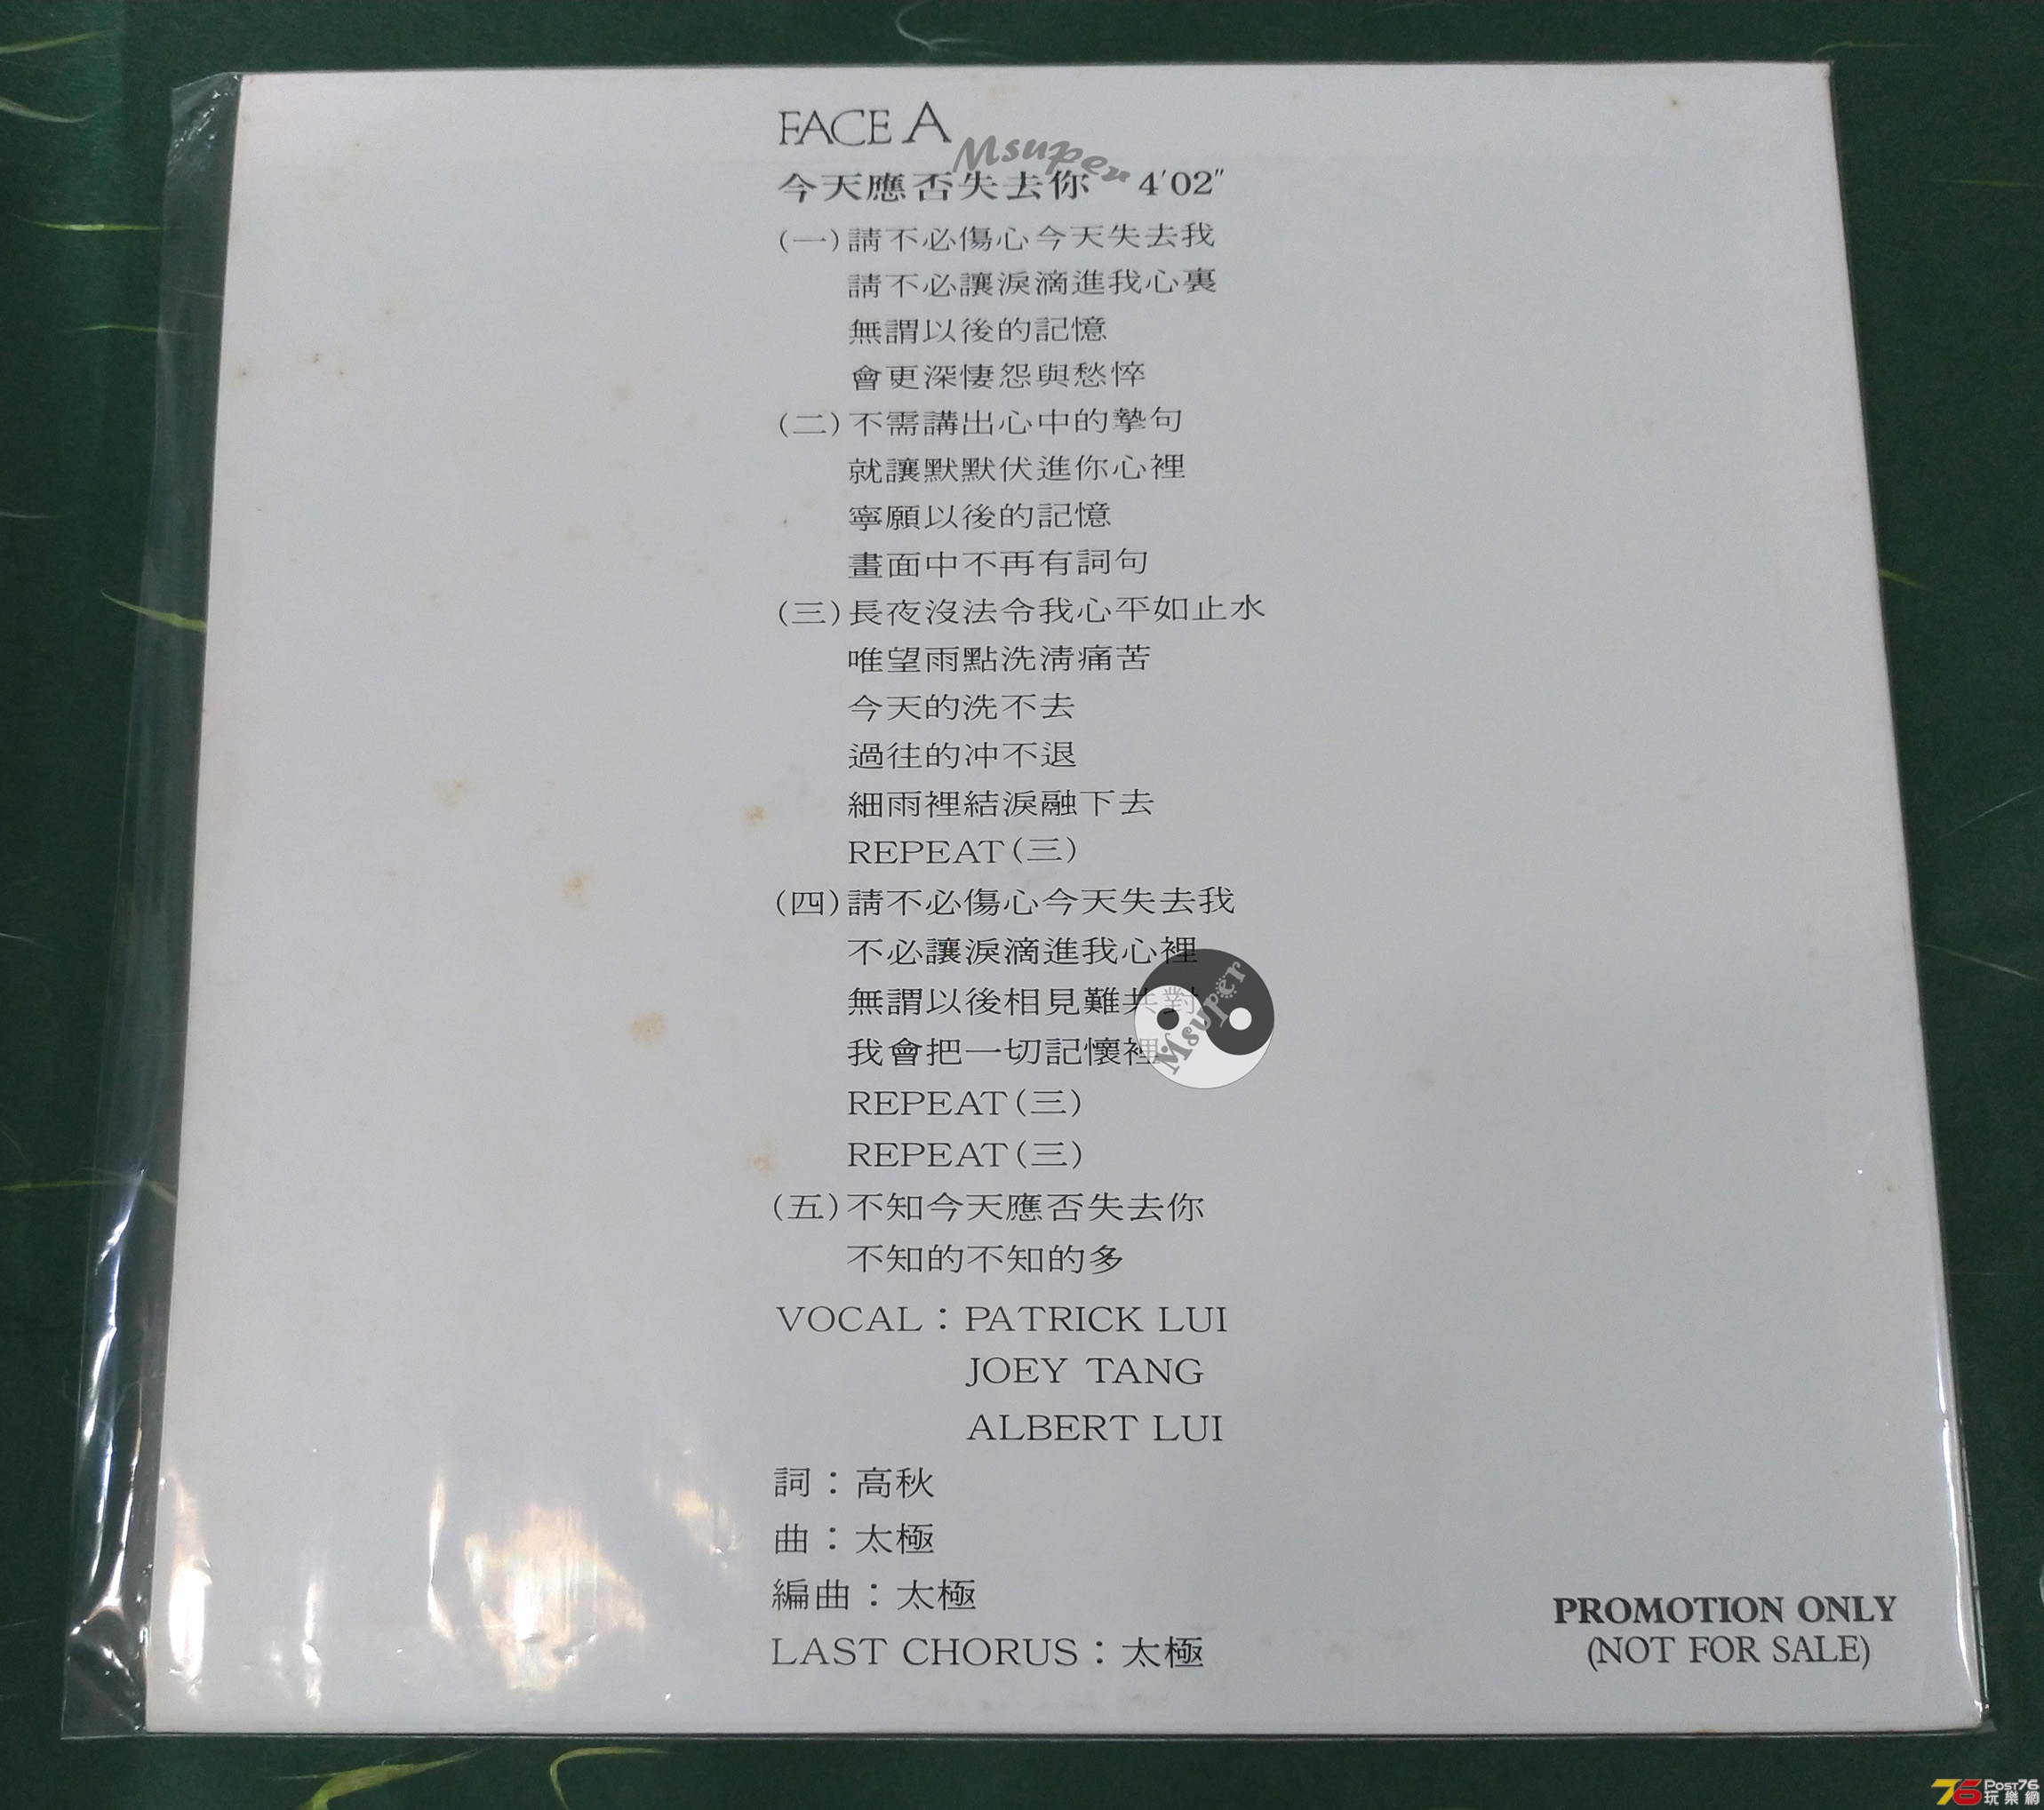 FACE A
Msuper
今天應否失去你 4'02"
(一)請不必傷心今天失去我
請不必讓淚滴進我心裏
無謂以後的記憶
會更深悽怨與愁悴
(二)不需講出心中的摯句
就讓默默伏進你心裡
寧願以後的記憶
畫面中不再有詞句
(三)長夜沒法令我心平如止水
唯望雨點洗淸痛苦
今天的洗不去
過往的冲不退
細雨裡結淚融下去
REPEAT(三)
(四)請不必傷心今天失去我
不必讓淚滴進我心裡
無謂以後相見難共對
我會把一切記懷裡
Msuper
REPEAT(三)
REPEAT(三)
(五)不知今天應否失去你
不知的不知的多
VOCAL：PATRICK LUI
JOEY TANG
ALBERT LUI
詞：高秋
曲：太極
編曲：太極
LAST CHORUS：太極
PROMOTION ONLY
(NOT FOR SALE)
76 Post76
玩樂網